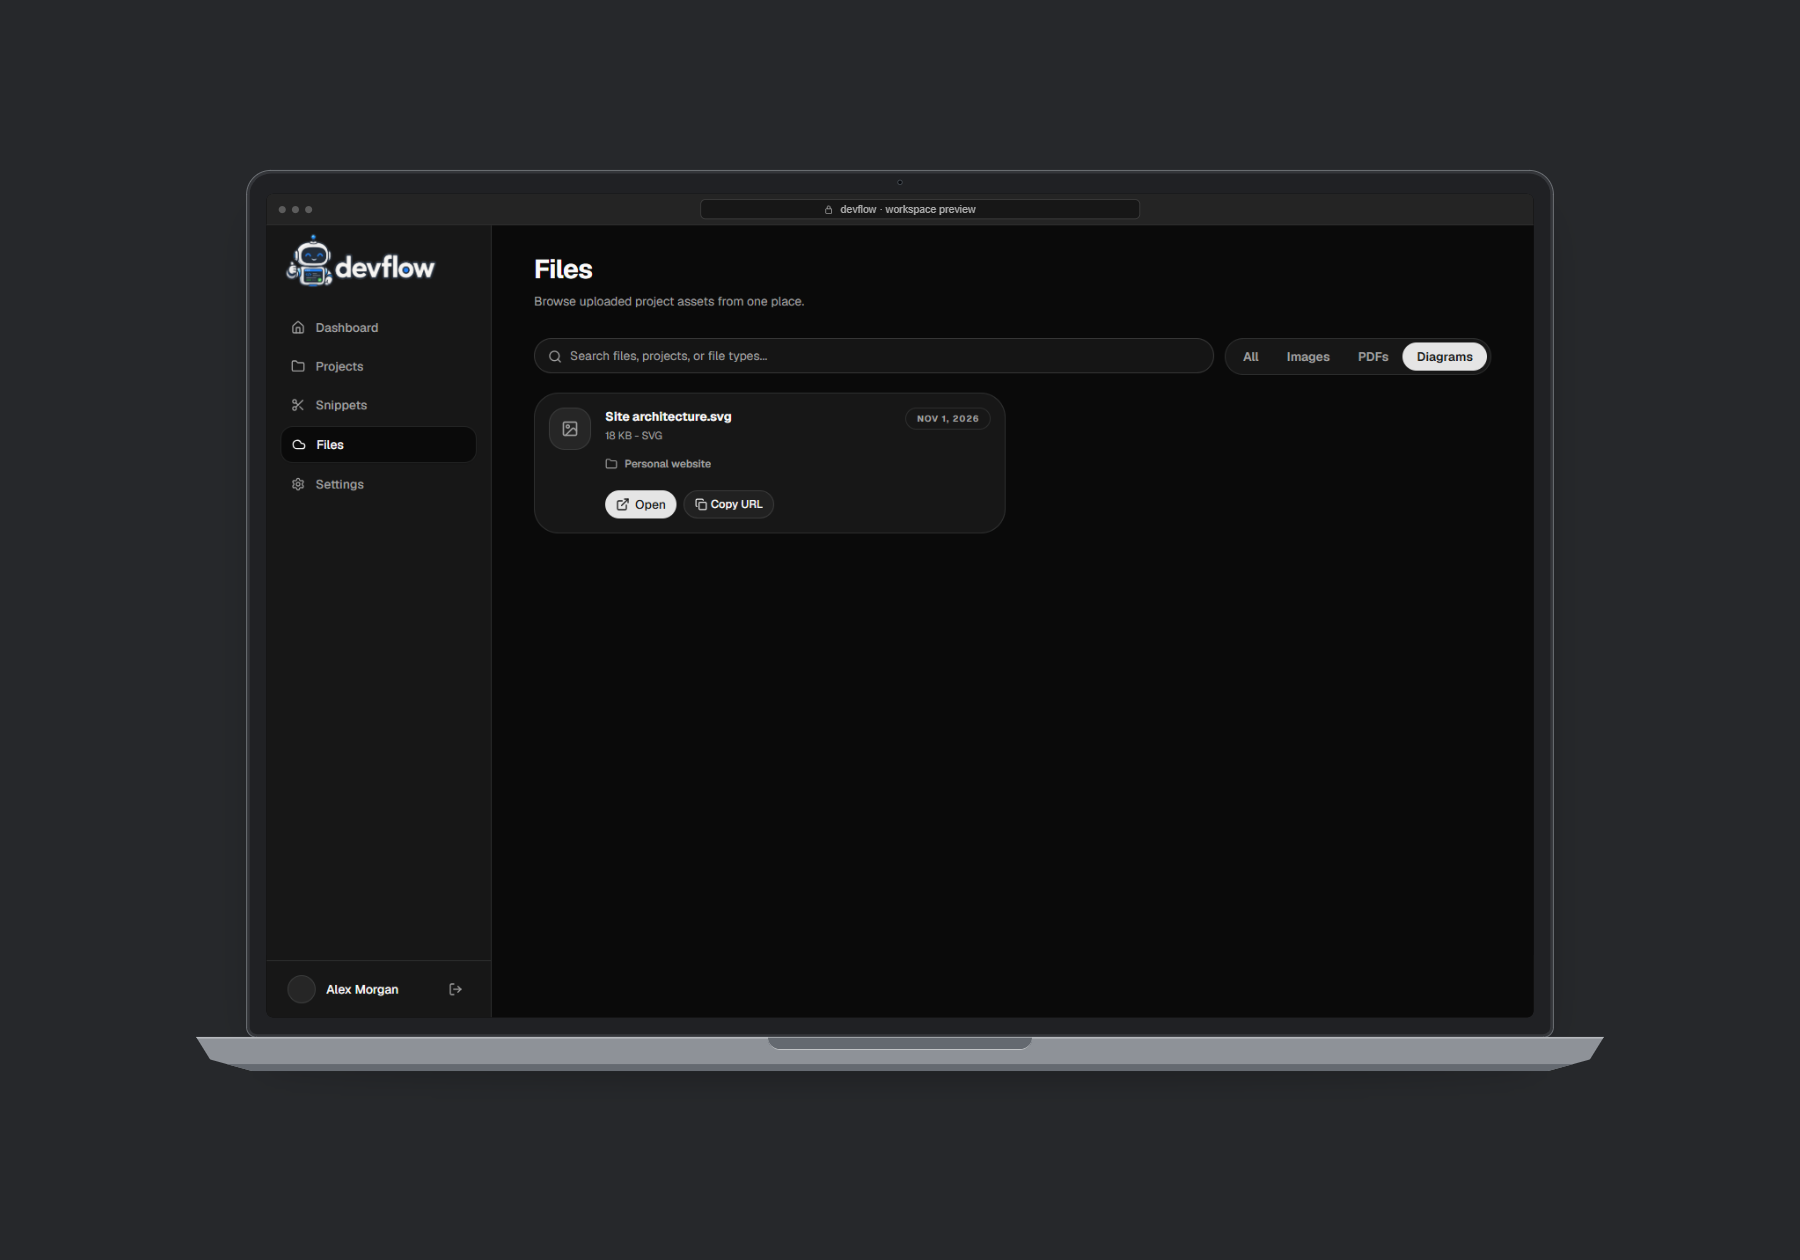 devflow · workspace preview
devflow
Dashboard
Projects
Snippets
Files
Settings
Alex Morgan
Files
Browse uploaded project assets from one place.
Search files, projects, or file types...
All Images PDFs Diagrams
Site architecture.svg
NOV 1, 2026
18 KB - SVG
Personal website
Open Copy URL